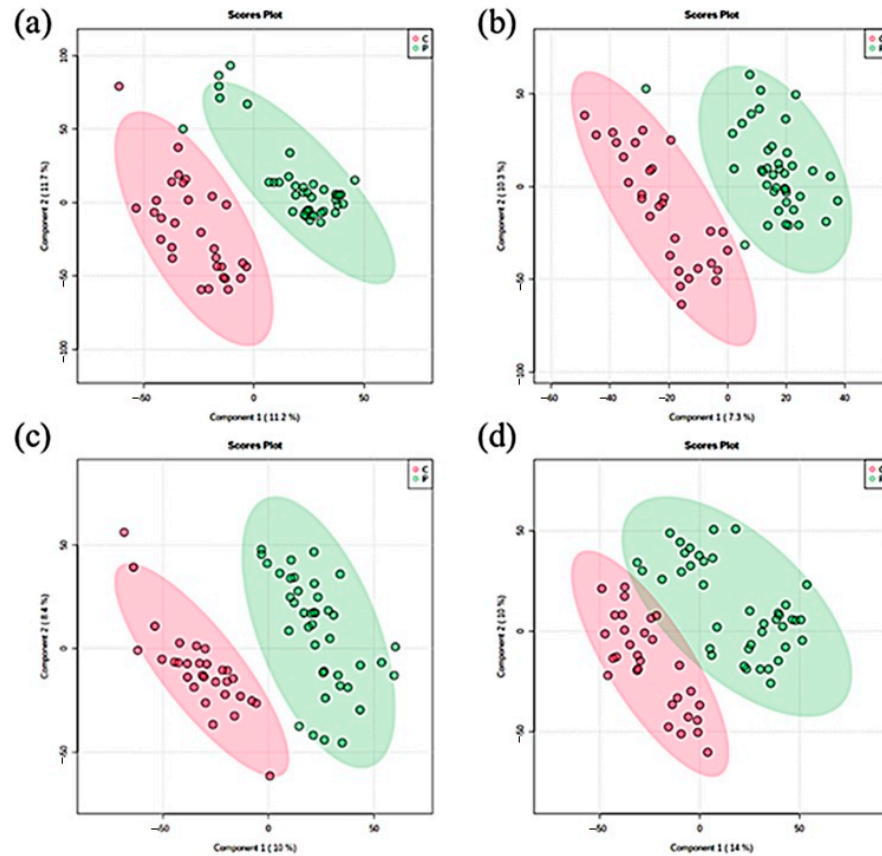 (a)
Scores Plot
C
P
Component 2 ( 11.7 %)
100
50
0
−50
−100
−50
0
50
Component 1 ( 11.2 %)
(b)
Scores Plot
C
Component 2 ( 10.3 %)
50
0
−50
−100
−60
−40
−20
0
20
40
Component 1 ( 7.3 %)
(c)
Scores Plot
C
P
Component 2 ( 8.4 %)
50
0
−50
−50
0
50
Component 1 ( 10 %)
(d)
Scores Plot
Component 2 ( 10 %)
50
0
−50
−50
0
50
Component 1 ( 14 %)